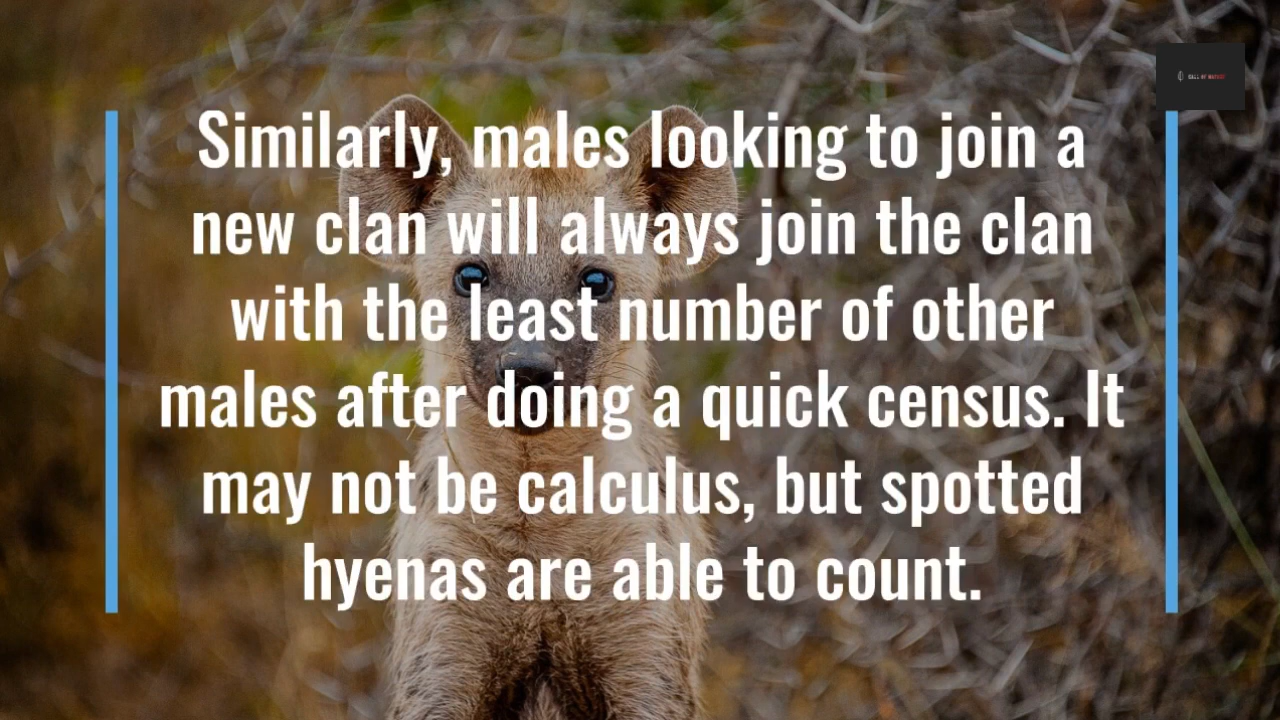 Similarly, males looking to join a
new clan will always join the clan
with the least number of other
males after doing a quick census. It
may not be calculus, but spotted
hyenas are able to count.